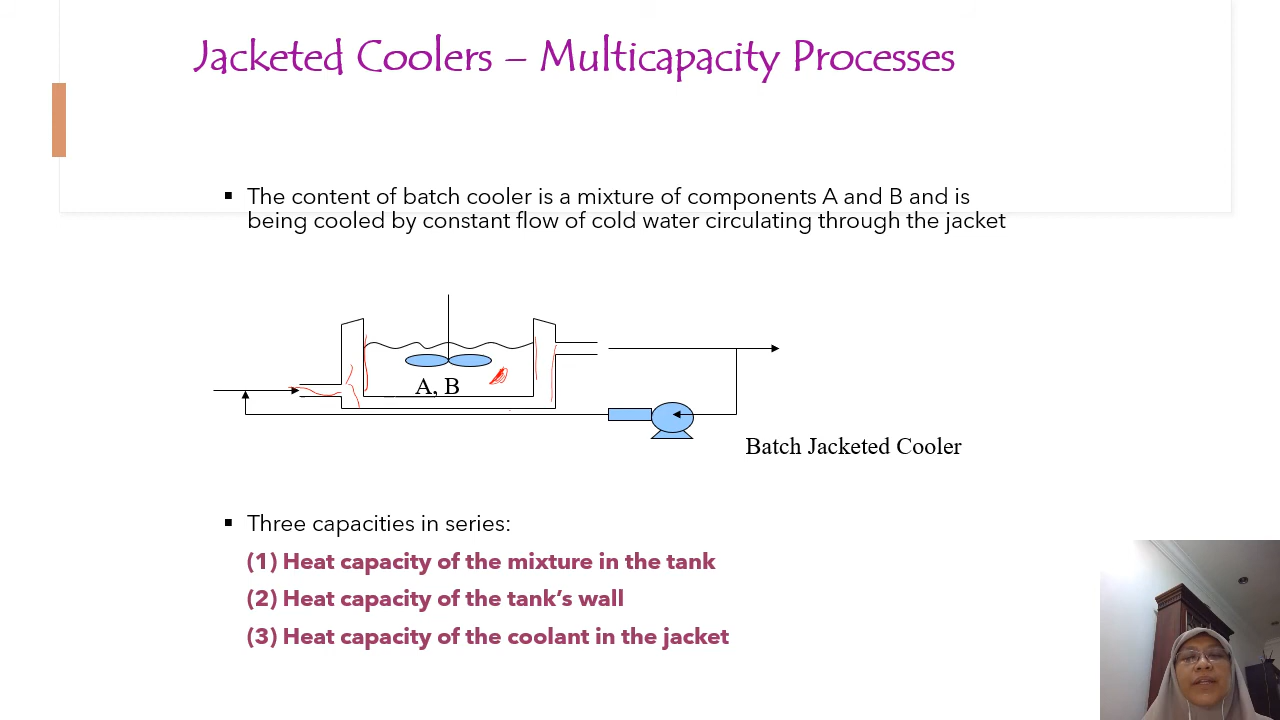 Jacketed Coolers – Multicapacity Processes
▪ The content of batch cooler is a mixture of components A and B and is
being cooled by constant flow of cold water circulating through the jacket
A, B
Batch Jacketed Cooler
▪ Three capacities in series:
(1) Heat capacity of the mixture in the tank
(2) Heat capacity of the tank’s wall
(3) Heat capacity of the coolant in the jacket